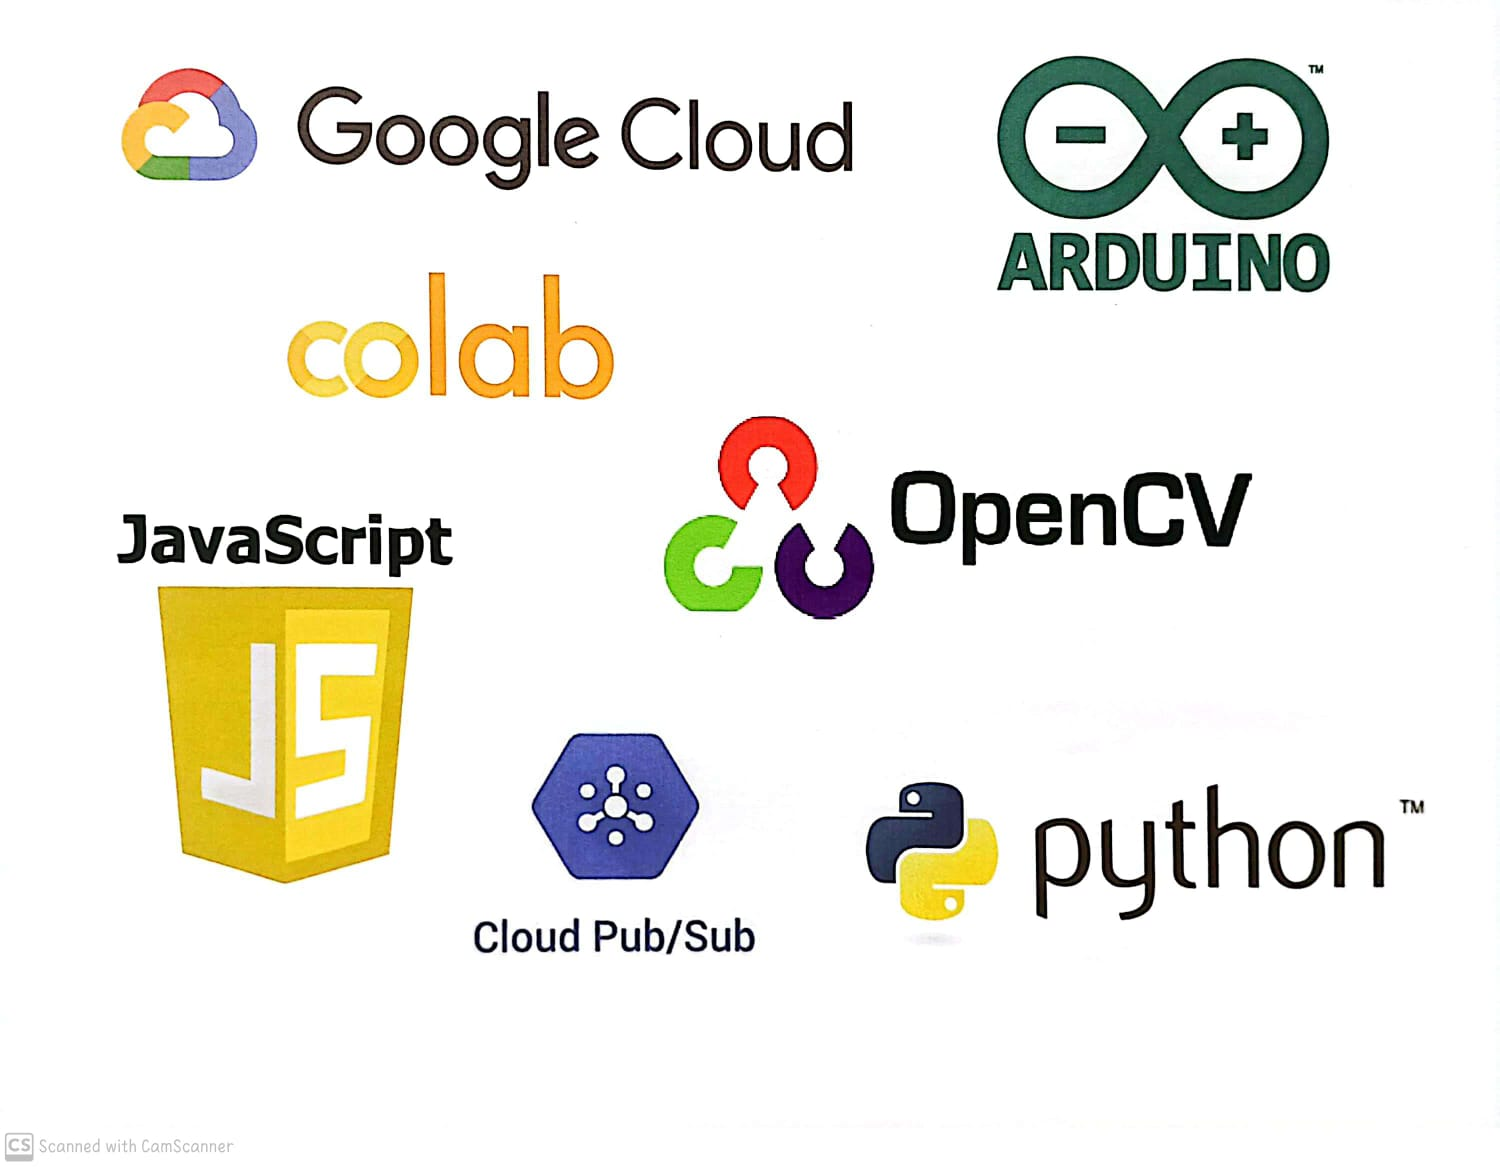 Google Cloud
™
ARDUINO
colab
OpenCV
JavaScript
JS
python ™
Cloud Pub/Sub
CS Scanned with CamScanner